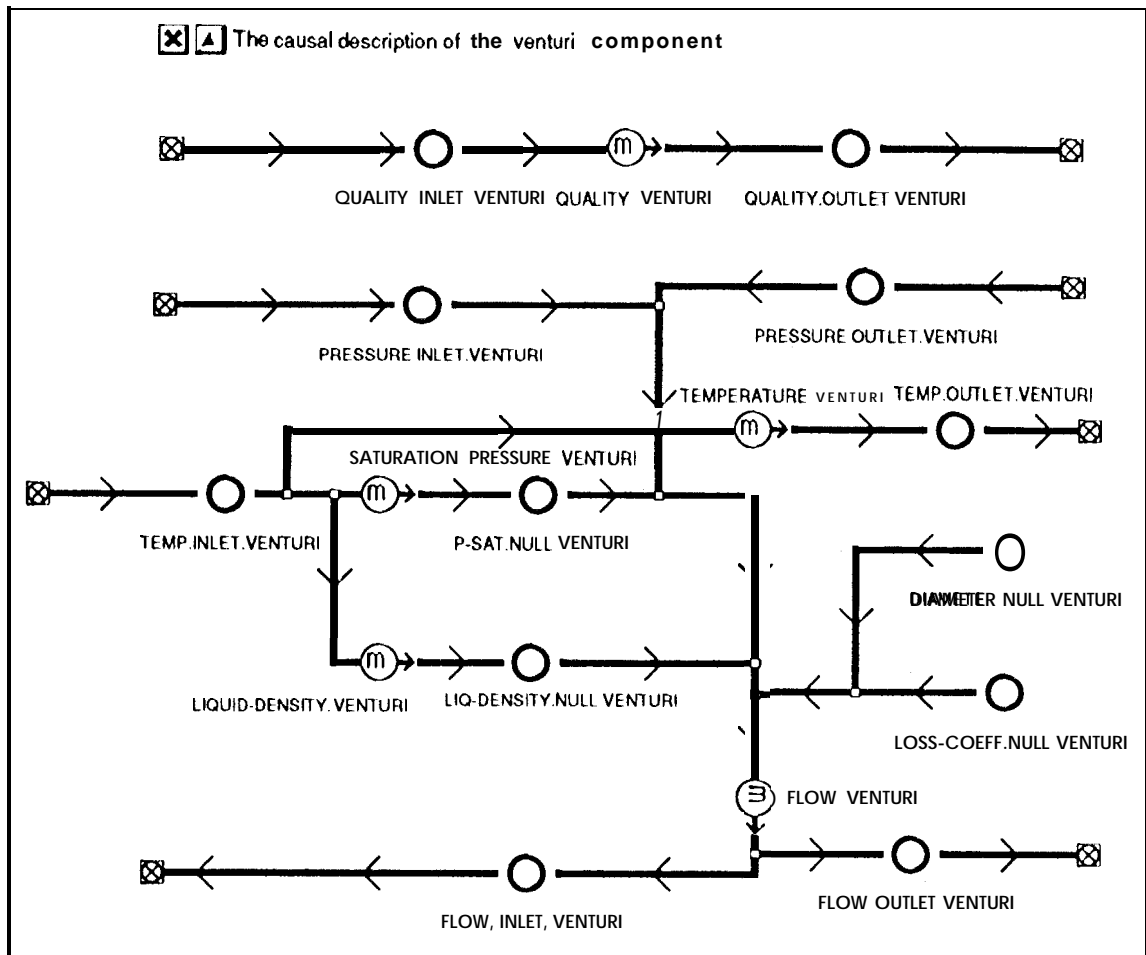 The causal description of the venturi component
m
QUALITY INLET VENTURI QUALITY VENTURI QUALITY.OUTLET VENTURI
PRESSURE INLET.VENTURI
PRESSURE OUTLET.VENTURI
TEMPERATURE VENTURI TEMP.OUTLET.VENTURI
m
SATURATION PRESSURE VENTURI
m
TEMP.INLET.VENTURI P-SAT.NULL VENTURI
NULL VENTURI
m
LIQUID-DENSITY.VENTURI LIQ-DENSITY.NULL VENTURI
LOSS-COEFF.NULL VENTURI
m FLOW VENTURI
FLOW OUTLET VENTURI
FLOW, INLET, VENTURI